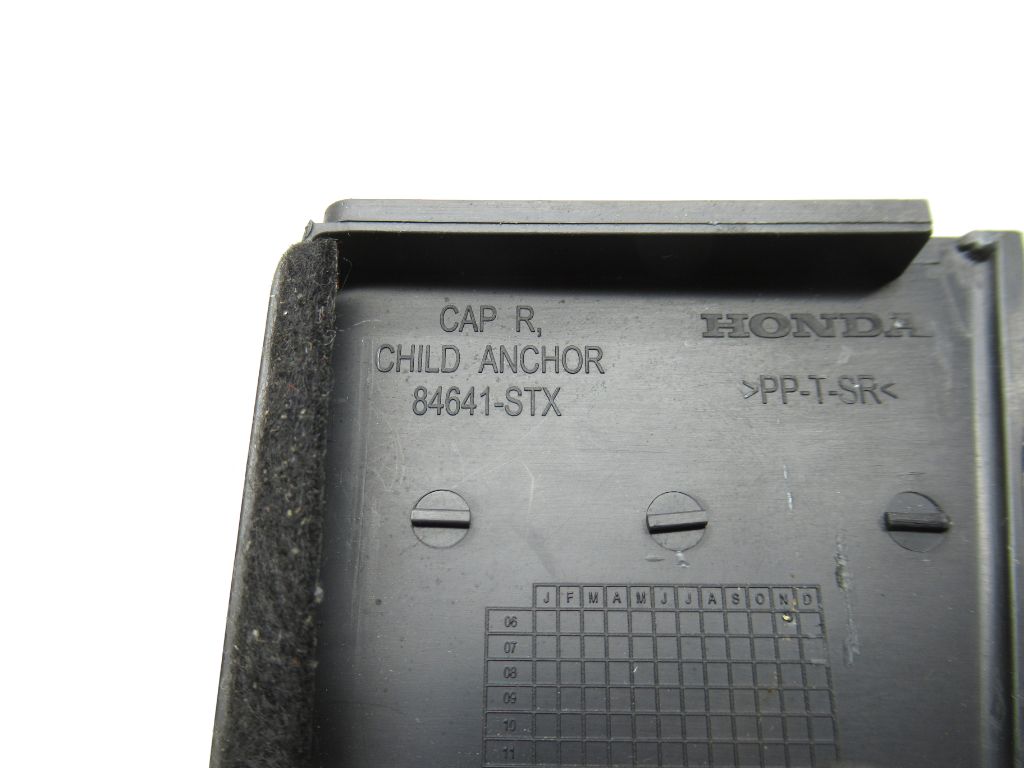 CAP R,
CHILD ANCHOR
84641-STX
HONDA
>PP-T-SR<
J F M A M J J A S O N D
06
07
08
09
10
11